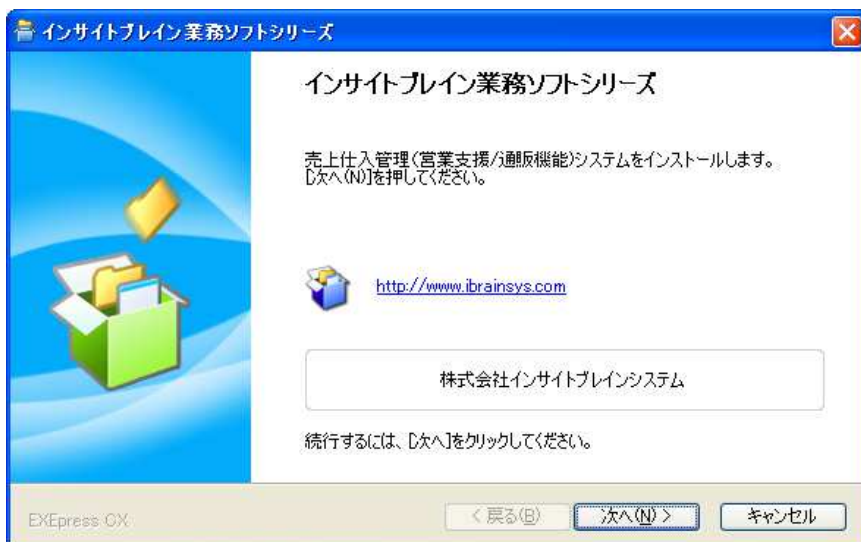 インサイトブレイン業務ソフトシリーズ
インサイトブレイン業務ソフトシリーズ
売上仕入管理(営業支援/通販機能)システムをインストールします。
[次へ(N)]を押してください。
http://www.ibrainsys.com
株式会社インサイトブレインシステム
続行するには、[次へ]をクリックしてください。
EXEpress CX
< 戻る(B)
次へ(N) >
キャンセル